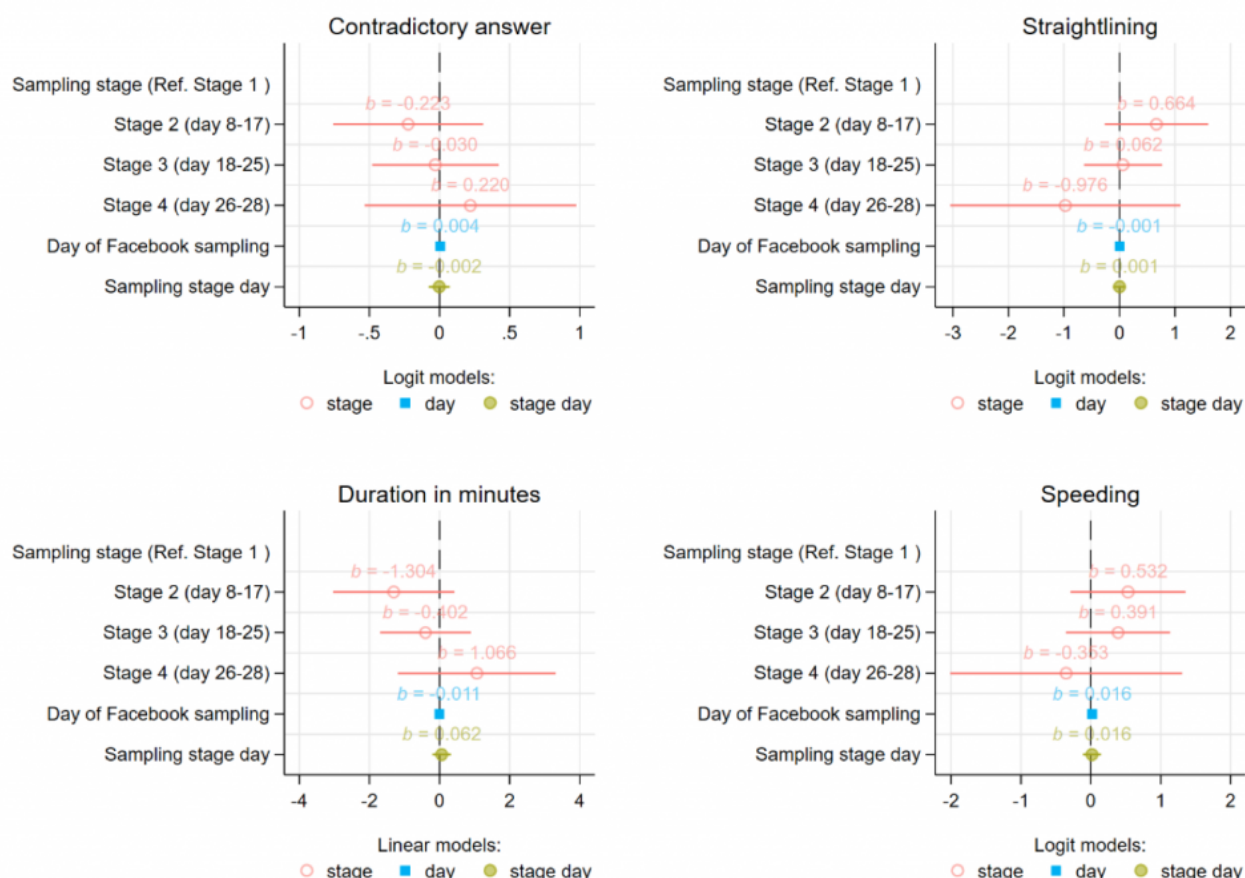 Contradictory answer
Sampling stage (Ref. Stage 1 )
b = -0.223
Stage 2 (day 8-17)
b = -0.030
Stage 3 (day 18-25)
b = 0.220
Stage 4 (day 26-28)
b = 0.004
Day of Facebook sampling
b = -0.002
Sampling stage day
-1 -.5 0 .5 1
Logit models:
stage day stage day
Straightlining
Sampling stage (Ref. Stage 1 )
b = 0.664
Stage 2 (day 8-17)
b = 0.062
Stage 3 (day 18-25)
b = -0.976
Stage 4 (day 26-28)
b = -0.001
Day of Facebook sampling
b = 0.001
Sampling stage day
-3 -2 -1 0 1 2
Logit models:
stage day stage day
Duration in minutes
Sampling stage (Ref. Stage 1 )
b = -1.304
Stage 2 (day 8-17)
b = -0.402
Stage 3 (day 18-25)
b = 1.066
Stage 4 (day 26-28)
b = -0.011
Day of Facebook sampling
b = 0.062
Sampling stage day
-4 -2 0 2 4
Linear models:
stage day stage day
Speeding
Sampling stage (Ref. Stage 1 )
b = 0.532
Stage 2 (day 8-17)
b = 0.391
Stage 3 (day 18-25)
b = -0.353
Stage 4 (day 26-28)
b = 0.016
Day of Facebook sampling
b = 0.016
Sampling stage day
-2 -1 0 1 2
Logit models:
stage day stage day